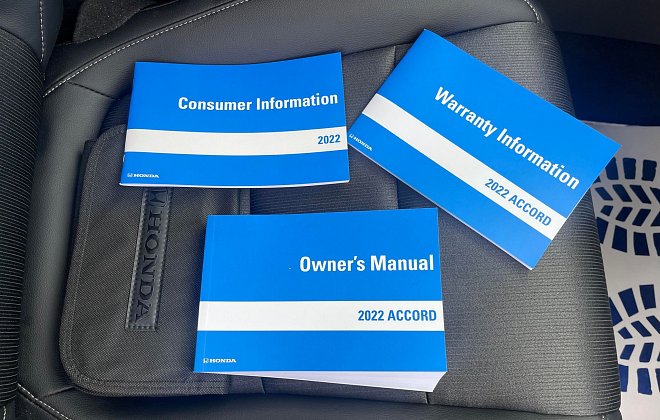 Consumer Information
2022
HONDA
Warranty Information
2022 ACCORD
HONDA
HONDA
Owner's Manual
2022 ACCORD
HONDA